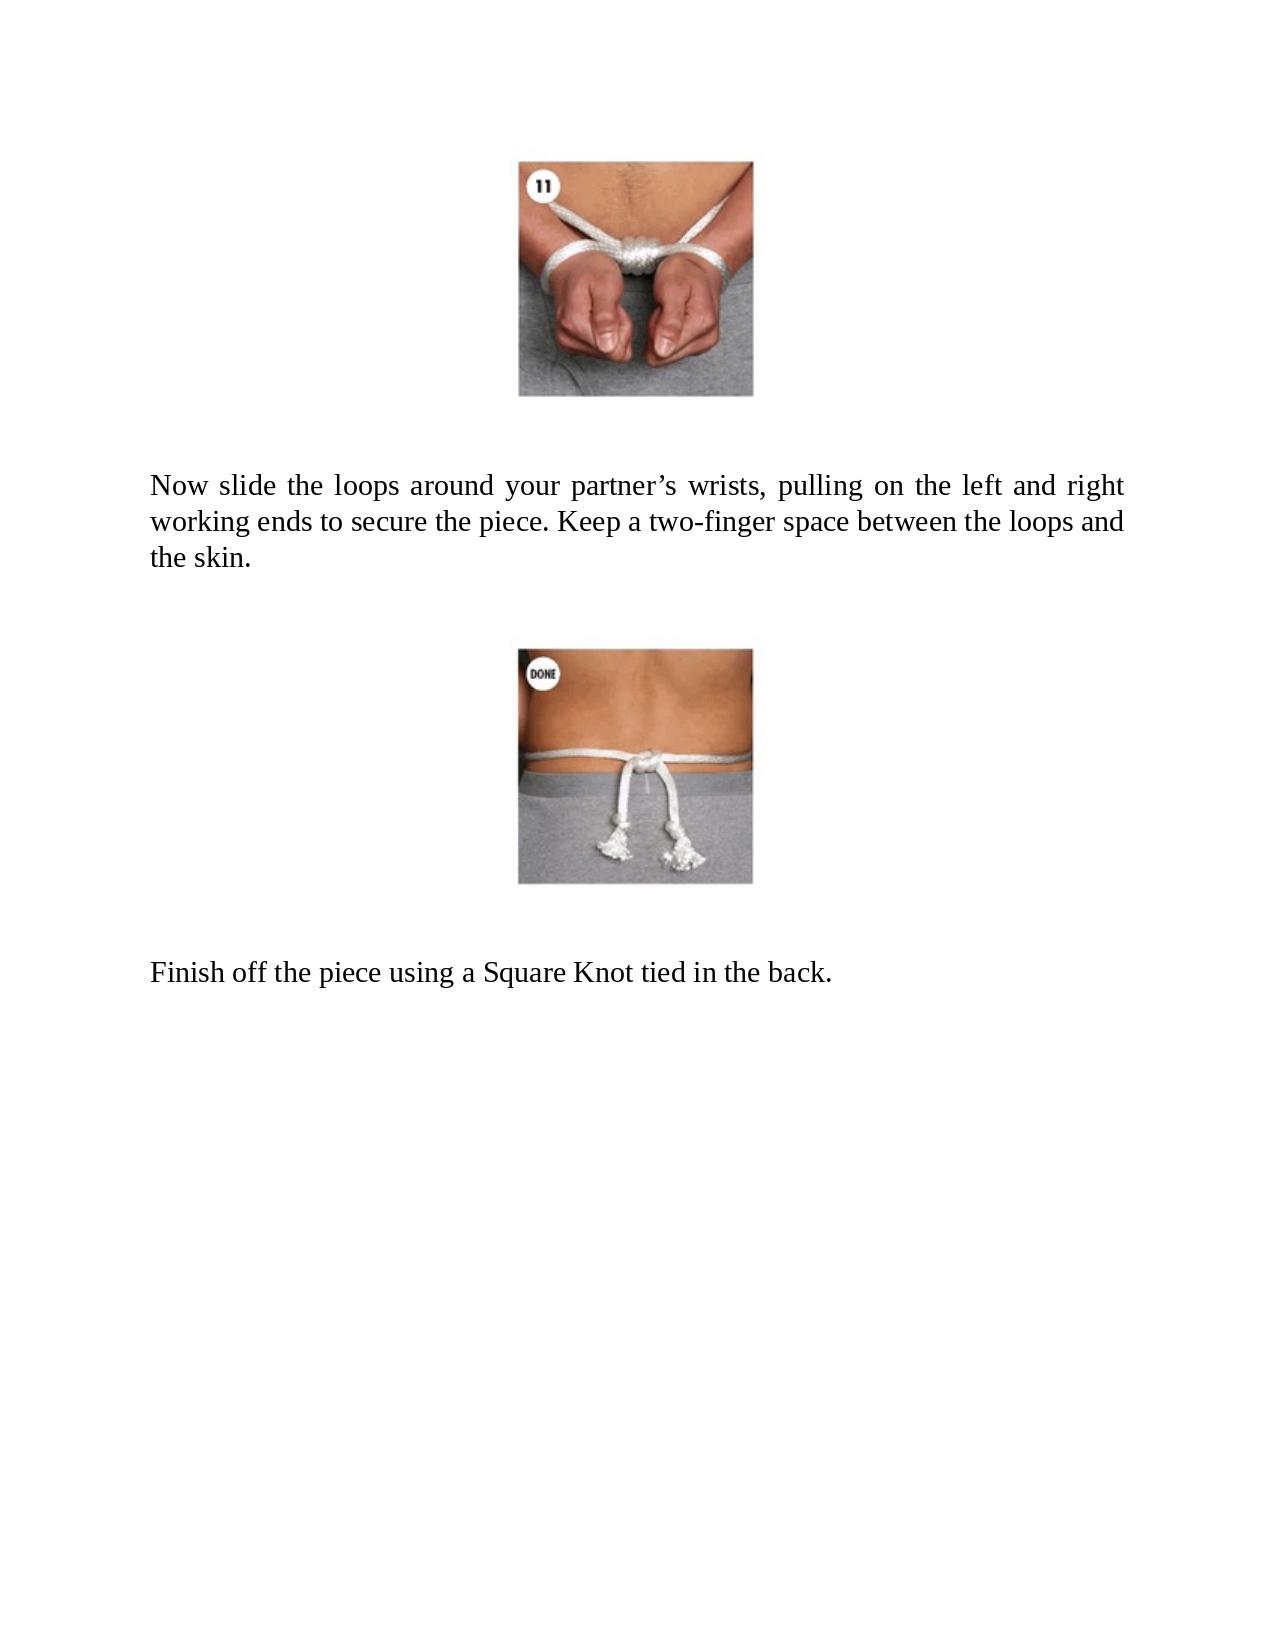 11
Now slide the loops around your partner’s wrists, pulling on the left and right
working ends to secure the piece. Keep a two-finger space between the loops and
the skin.
DONE
Finish off the piece using a Square Knot tied in the back.